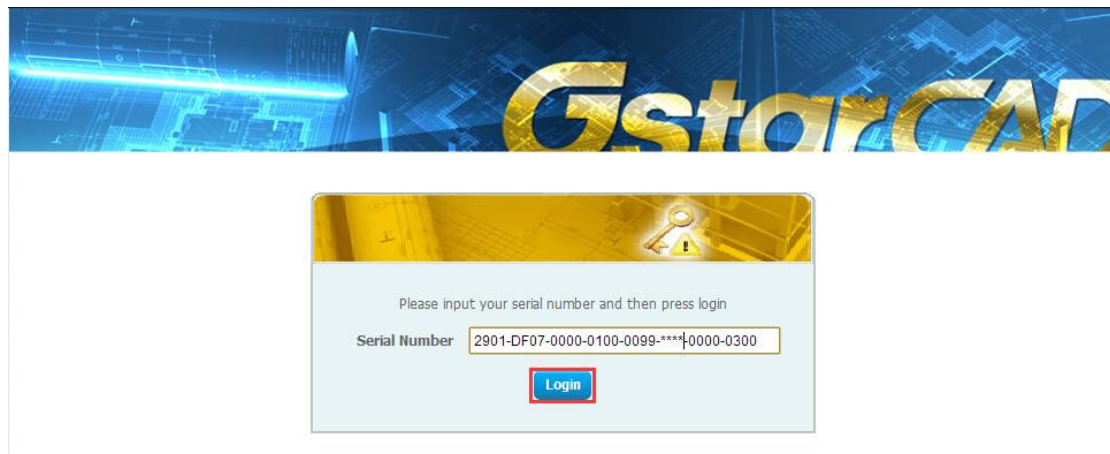 GstarCAD
Please input your serial number and then press login
Serial Number 2901-DF07-0000-0100-0099-****-0000-0300
Login